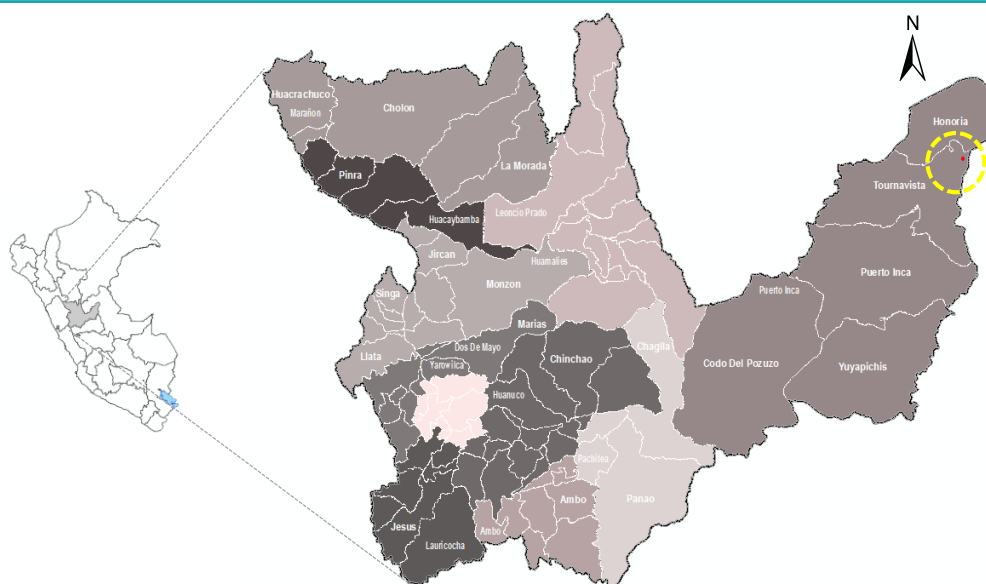 N
Huacrachuco
Marañon
Cholon
Honoria
La Morada
Pinra
Tournavista
Huacaybamba
Leoncio Prado
Jircan
Huamalies
Monzon
Puerto Inca
Puerto Inca
Singa
Marias
Dos De Mayo
Chaglla
Llata
Chinchao
Codo Del Pozuzo
Yuyapichis
Yarowilca
Huanuco
Pachitea
Panao
Ambo
Jesus
Ambo
Lauricocha